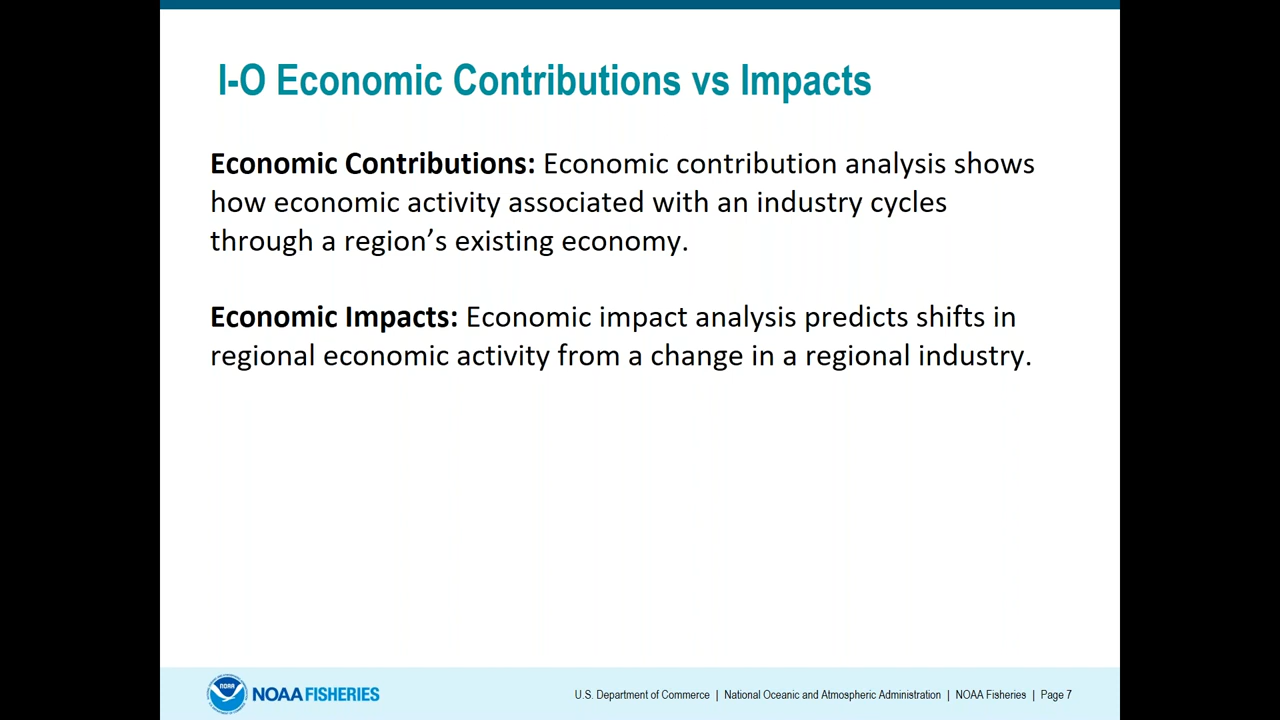 I-O Economic Contributions vs Impacts
Economic Contributions: Economic contribution analysis shows
how economic activity associated with an industry cycles
through a region’s existing economy.
Economic Impacts: Economic impact analysis predicts shifts in
regional economic activity from a change in a regional industry.
NOAA
NOAA FISHERIES
U.S. Department of Commerce | National Oceanic and Atmospheric Administration | NOAA Fisheries | Page 7